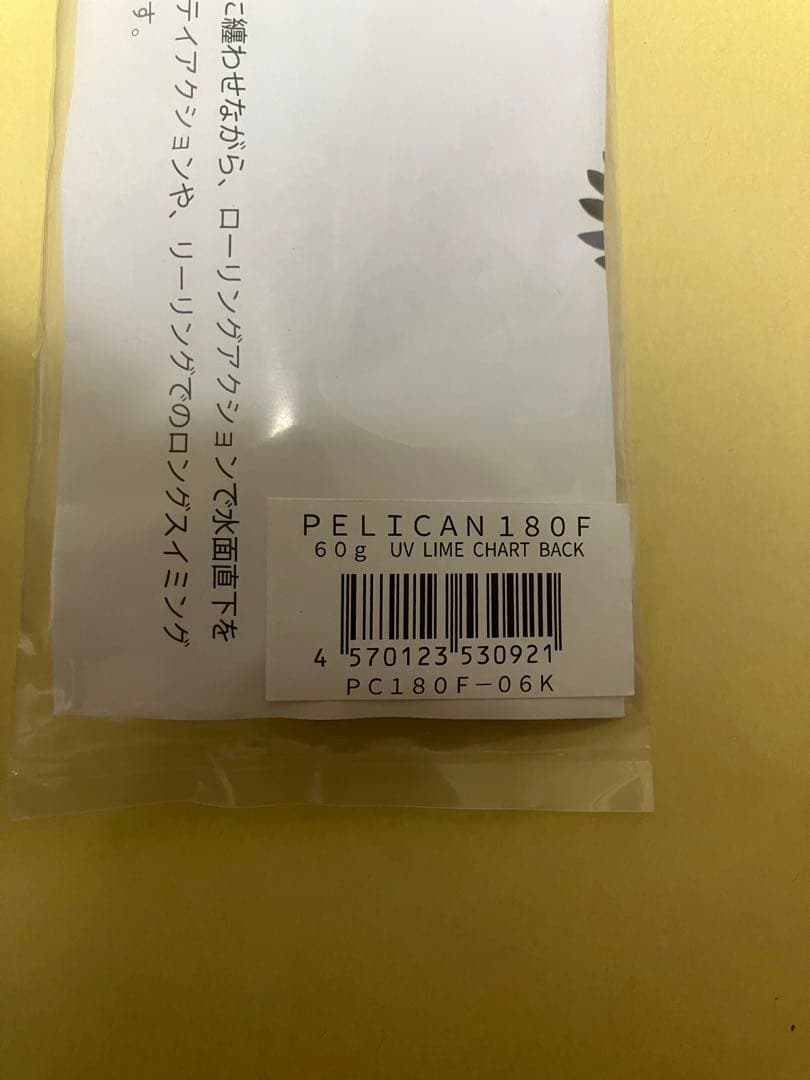 に纏わせながら、ローリングアクションで水面直下を
ティアクションや、リーリングでのロングスイミング
す。
PELICAN180F
60g UV LIME CHART BACK
4 570123 530921
PC180F-06K